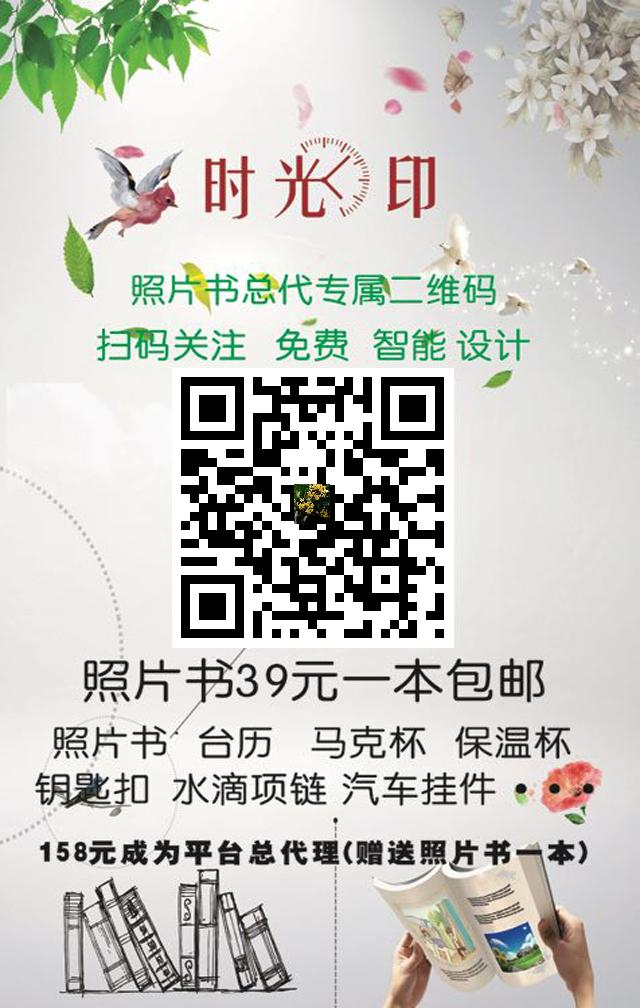 时光印
照片书总代专属二维码
扫码关注 免费 智能 设计
照片书39元一本包邮
照片书 台历 马克杯 保温杯
钥匙扣 水滴项链 汽车挂件
158元成为平台总代理(赠送照片书一本)